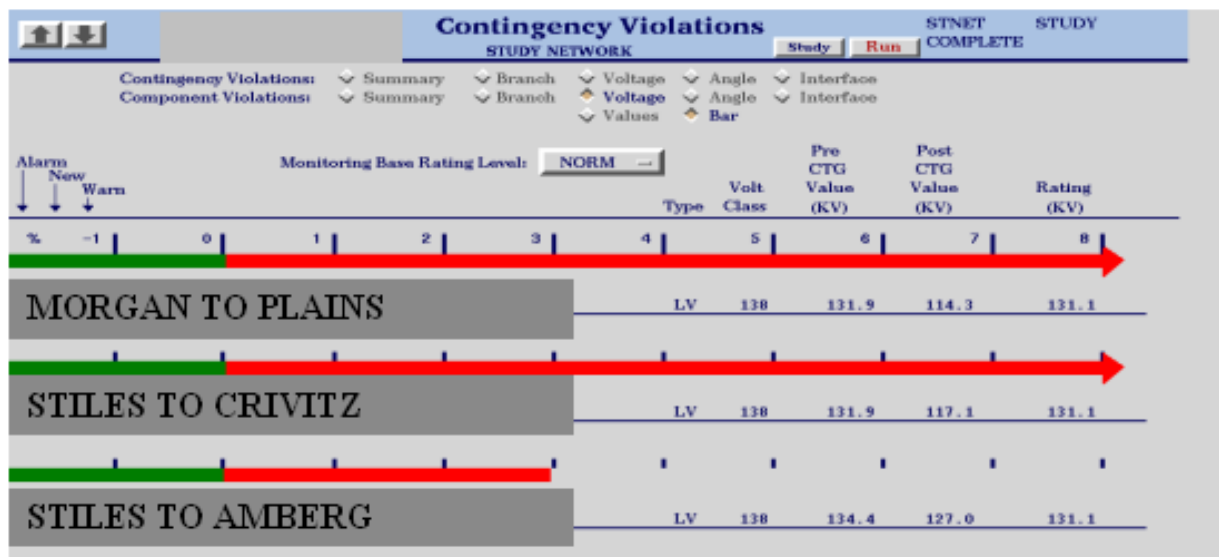 Contingency Violations
STUDY NETWORK
Study Run
STNET STUDY
COMPLETE
Contingency Violations: Summary Branch Voltage Angle Interface
Component Violations: Summary Branch Voltage Angle Interface
Values Bar
Alarm
New
Warn
Monitoring Base Rating Level: NORM
Type
Volt
Class
Pre
CTG
Value
(KV)
Post
CTG
Value
(KV)
Rating
(KV)
% -1 0 1 2 3 4 5 6 7 8
MORGAN TO PLAINS LV 138 131.9 114.3 131.1
STILES TO CRIVITZ LV 138 131.9 117.1 131.1
STILES TO AMBERG LV 138 134.4 127.0 131.1